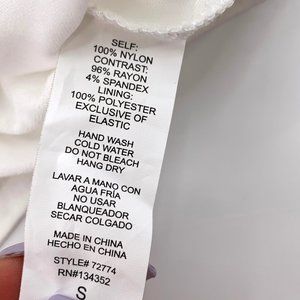 SELF:
100% NYLON
CONTRAST:
96% RAYON
4% SPANDEX
LINING:
100% POLYESTER
EXCLUSIVE OF
ELASTIC
HAND WASH
COLD WATER
DO NOT BLEACH
HANG DRY
LAVAR A MANO CON
AGUA FRÍA
NO USAR
BLANQUEADOR
SECAR COLGADO
MADE IN CHINA
HECHO EN CHINA
STYLE# 72774
RN#134352
S